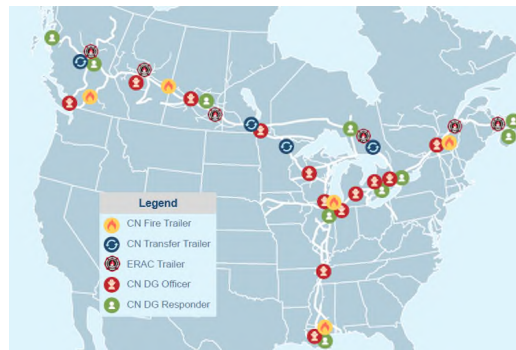 Legend
CN Fire Trailer
CN Transfer Trailer
ERAC Trailer
CN DG Officer
CN DG Responder